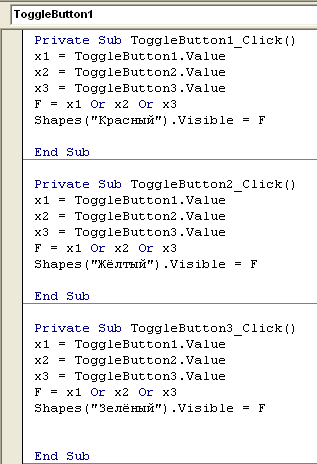 ToggleButton1
Private Sub ToggleButton1_Click()
x1 = ToggleButton1.Value
x2 = ToggleButton2.Value
x3 = ToggleButton3.Value
F = x1 Or x2 Or x3
Shapes("Красный").Visible = F
End Sub
Private Sub ToggleButton2_Click()
x1 = ToggleButton1.Value
x2 = ToggleButton2.Value
x3 = ToggleButton3.Value
F = x1 Or x2 Or x3
Shapes("Жёлтый").Visible = F
End Sub
Private Sub ToggleButton3_Click()
x1 = ToggleButton1.Value
x2 = ToggleButton2.Value
x3 = ToggleButton3.Value
F = x1 Or x2 Or x3
Shapes("Зелёный").Visible = F
End Sub